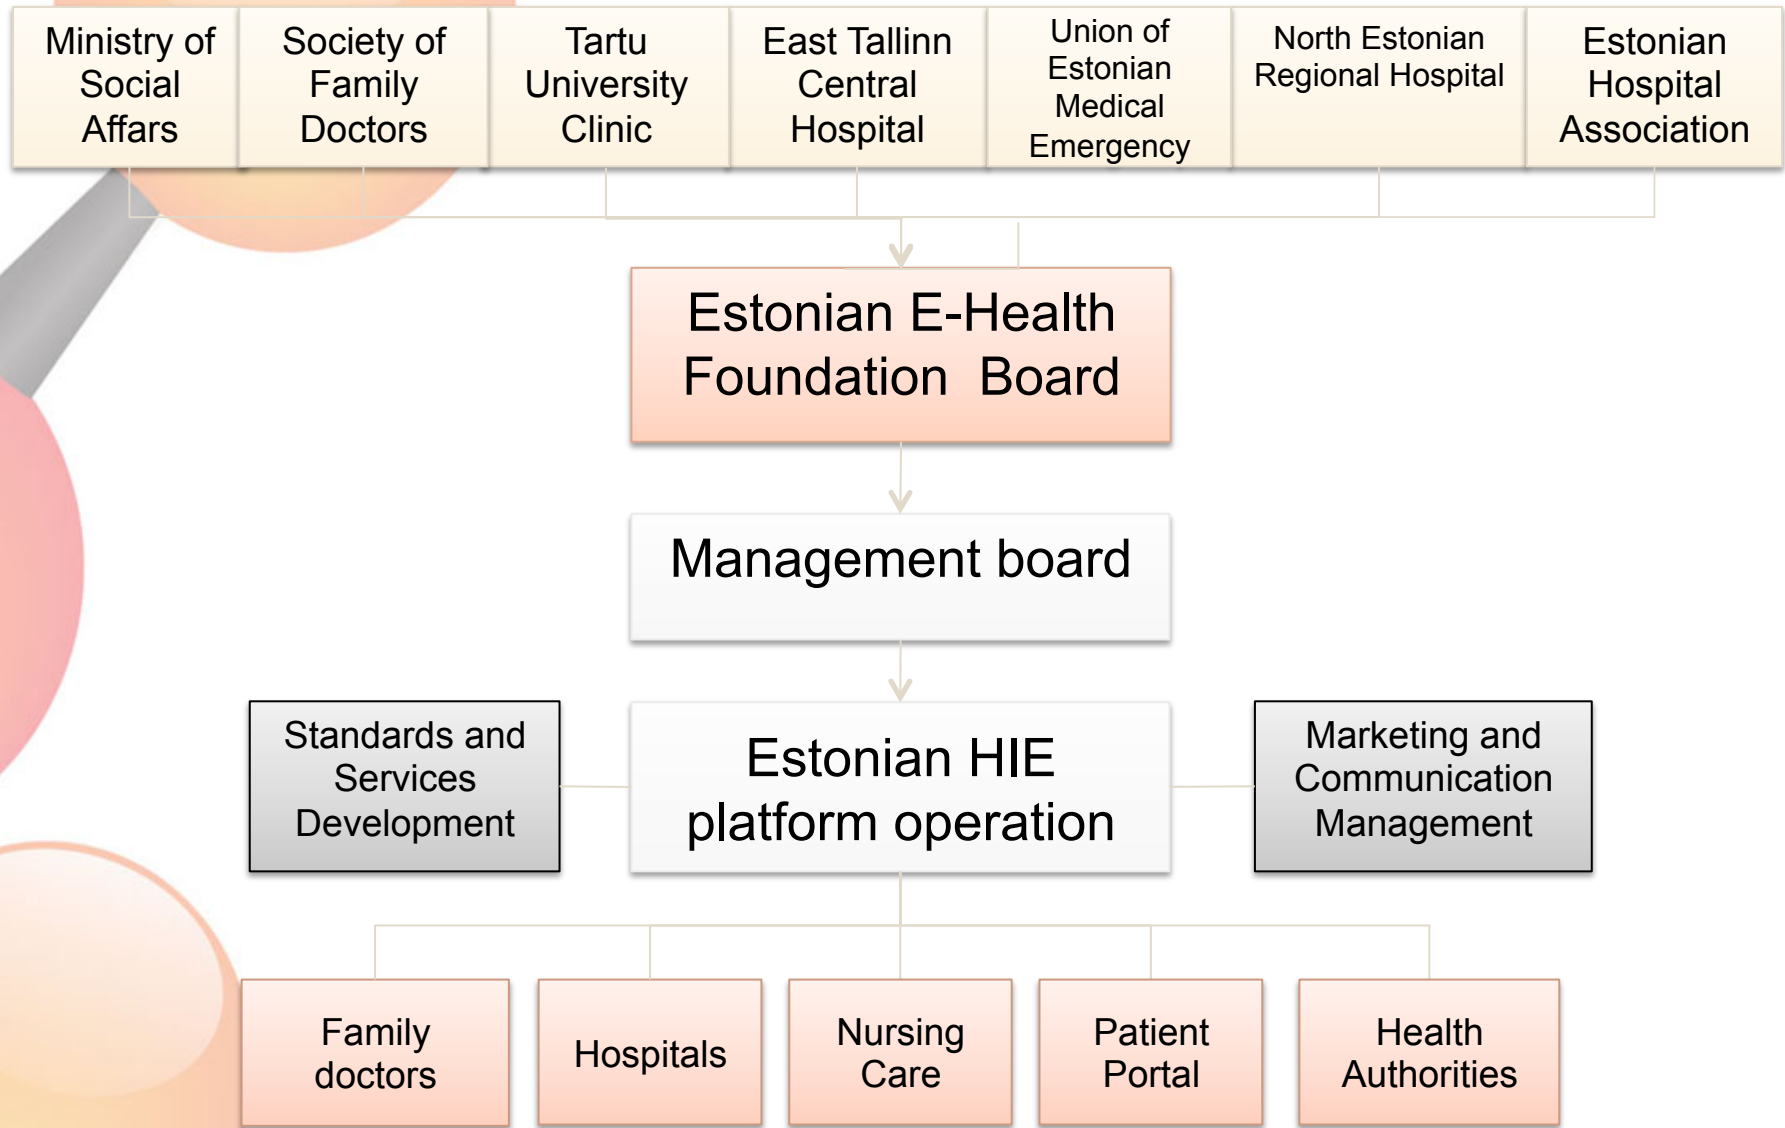 Ministry of
Social
Affars
Society of
Family
Doctors
Tartu
University
Clinic
East Tallinn
Central
Hospital
Union of
Estonian
Medical
Emergency
North Estonian
Regional Hospital
Estonian
Hospital
Association
Estonian E-Health
Foundation Board
Management board
Standards and
Services
Development
Estonian HIE
platform operation
Marketing and
Communication
Management
Family
doctors
Hospitals
Nursing
Care
Patient
Portal
Health
Authorities